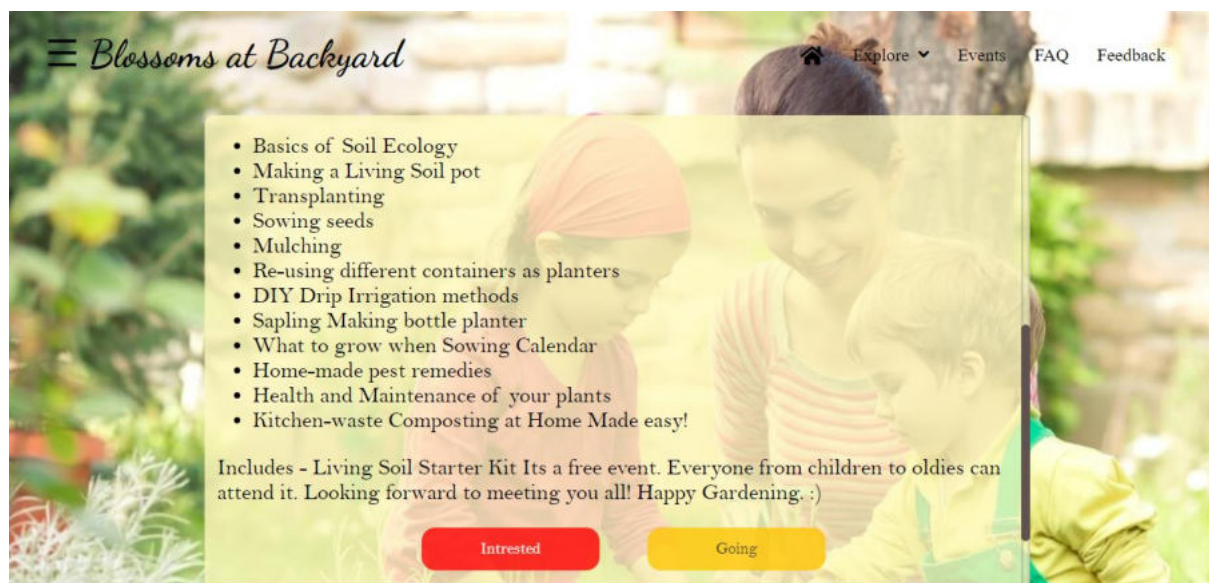 ☰ Blossoms at Backyard
Explore Events FAQ Feedback
• Basics of Soil Ecology
• Making a Living Soil pot
• Transplanting
• Sowing seeds
• Mulching
• Re-using different containers as planters
• DIY Drip Irrigation methods
• Sapling Making bottle planter
• What to grow when Sowing Calendar
• Home-made pest remedies
• Health and Maintenance of your plants
• Kitchen-waste Composting at Home Made easy!
Includes - Living Soil Starter Kit Its a free event. Everyone from children to oldies can
attend it. Looking forward to meeting you all! Happy Gardening. :)
Intrested Going